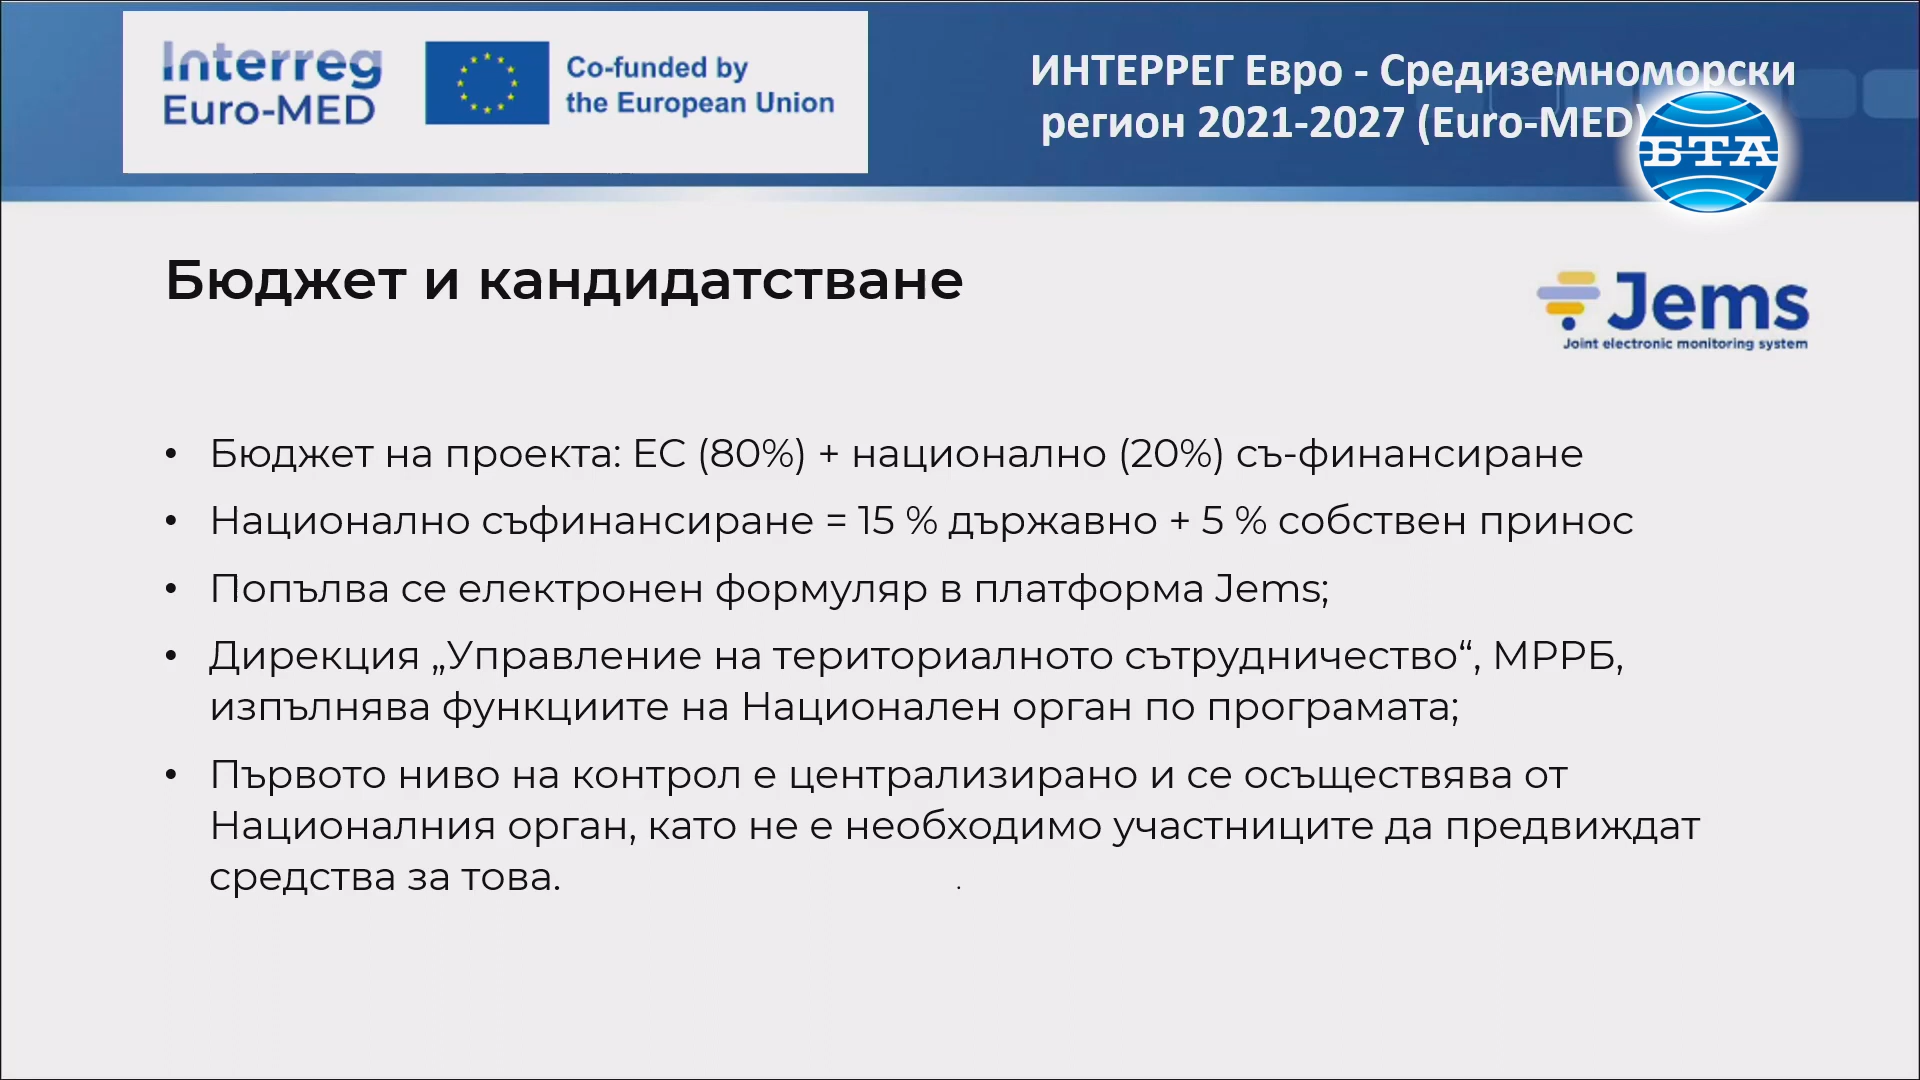 Interreg
Euro-MED
Co-funded by
the European Union
ИНТЕРРЕГ Евро - Средиземноморски
регион 2021-2027 (Euro-MED)
БТА
Бюджет и кандидатстване
Jems
Joint electronic monitoring system
• Бюджет на проекта: ЕС (80%) + национално (20%) съ-финансиране
• Национално съфинансиране = 15 % държавно + 5 % собствен принос
• Попълва се електронен формуляр в платформа Jems;
• Дирекция „Управление на териториалното сътрудничество“, МРРБ,
изпълнява функциите на Национален орган по програмата;
• Първото ниво на контрол е централизирано и се осъществява от
Националния орган, като не е необходимо участниците да предвиждат
средства за това.
.